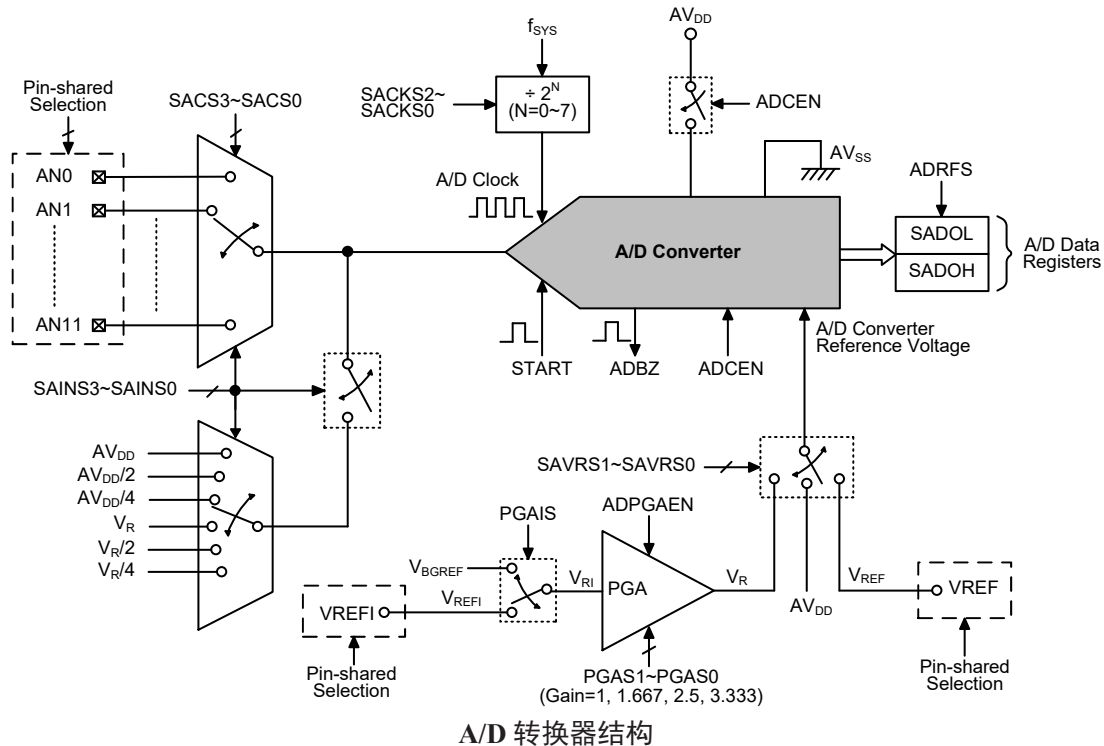 f_SYS
AV_DD
Pin-shared
Selection
SACS3~SACS0
SACKS2~
SACKS0
÷ 2^N
(N=0~7)
ADCEN
AN0
AN1
AN11
A/D Clock
AV_SS
ADRFS
A/D Converter
SADOL
SADOH
A/D Data
Registers
START
ADBZ
ADCEN
A/D Converter
Reference Voltage
SAINS3~SAINS0
AV_DD
AV_DD/2
AV_DD/4
V_R
V_R/2
V_R/4
SAVRS1~SAVRS0
PGAIS
ADPGAEN
V_BGREF
V_REFI
V_RI
PGA
V_R
AV_DD
V_REF
VREF
VREFI
Pin-shared
Selection
PGAS1~PGAS0
(Gain=1, 1.667, 2.5, 3.333)
Pin-shared
Selection
A/D 转换器结构